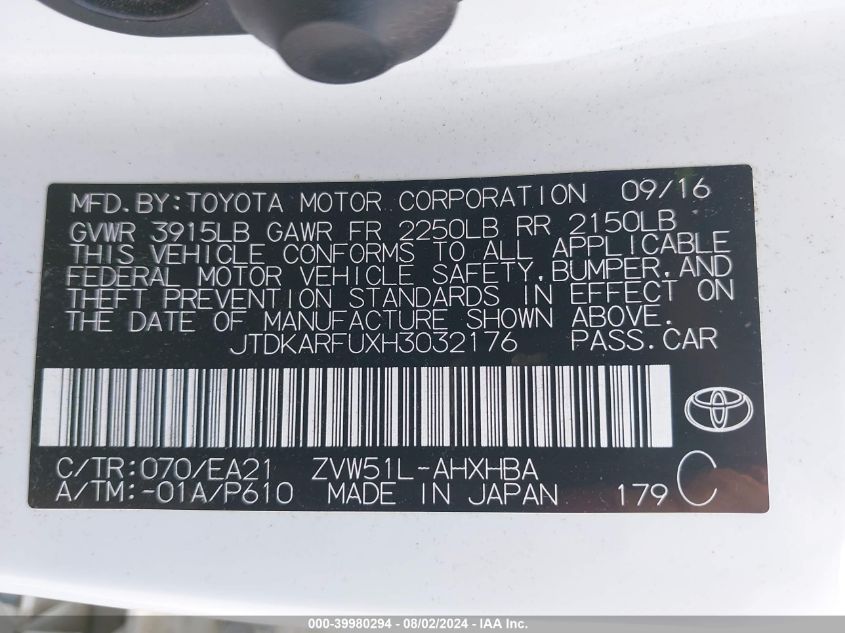 MFD.BY:TOYOTA MOTOR CORPORATION 09/16
GVWR 3915LB GAWR FR 2250LB RR 2150LB
THIS VEHICLE CONFORMS TO ALL APPLICABLE
FEDERAL MOTOR VEHICLE SAFETY,BUMPER,AND
THEFT PREVENTION STANDARDS IN EFFECT ON
THE DATE OF MANUFACTURE SHOWN ABOVE.
JTDKARFUXH3032176 PASS.CAR
C/TR:070/EA21 ZVW51L-AHXHBA
A/TM:-01A/P610 MADE IN JAPAN 179 C
000-39980294 - 08/02/2024 - IAA Inc.